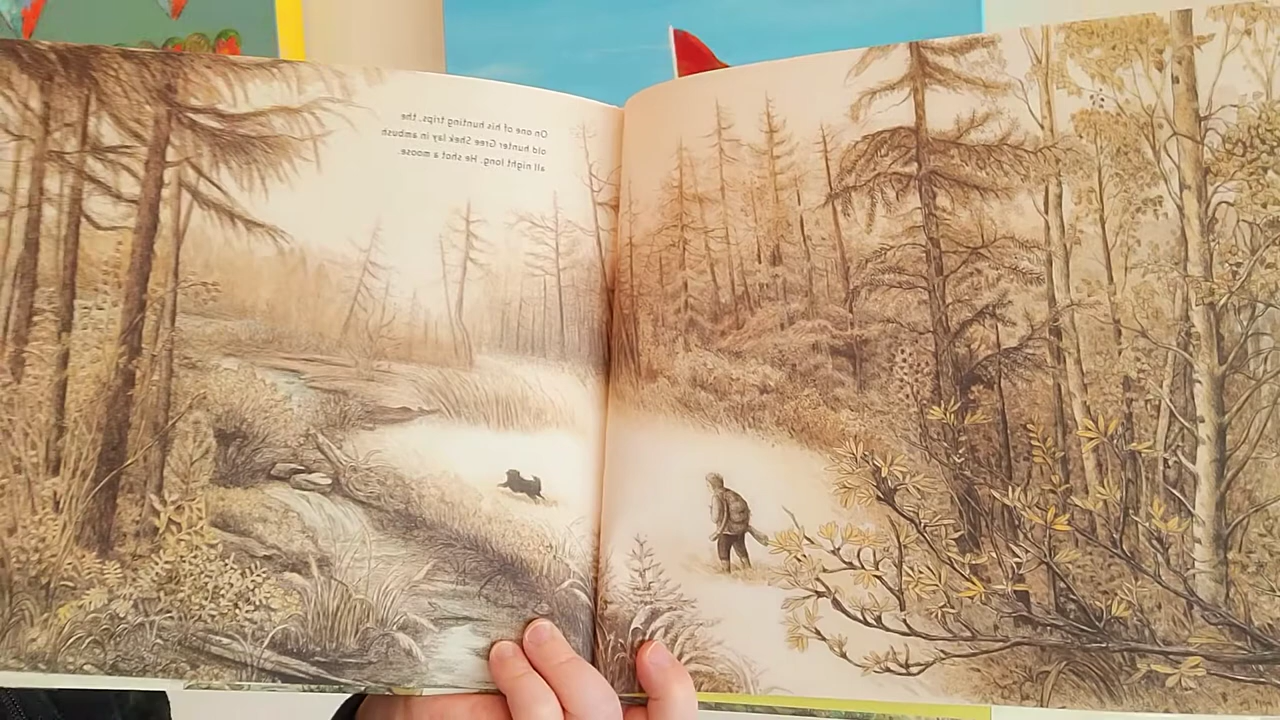 On one of his hunting trips, the
old hunter Gree Shek lay in ambush
all night long. He shot a moose.